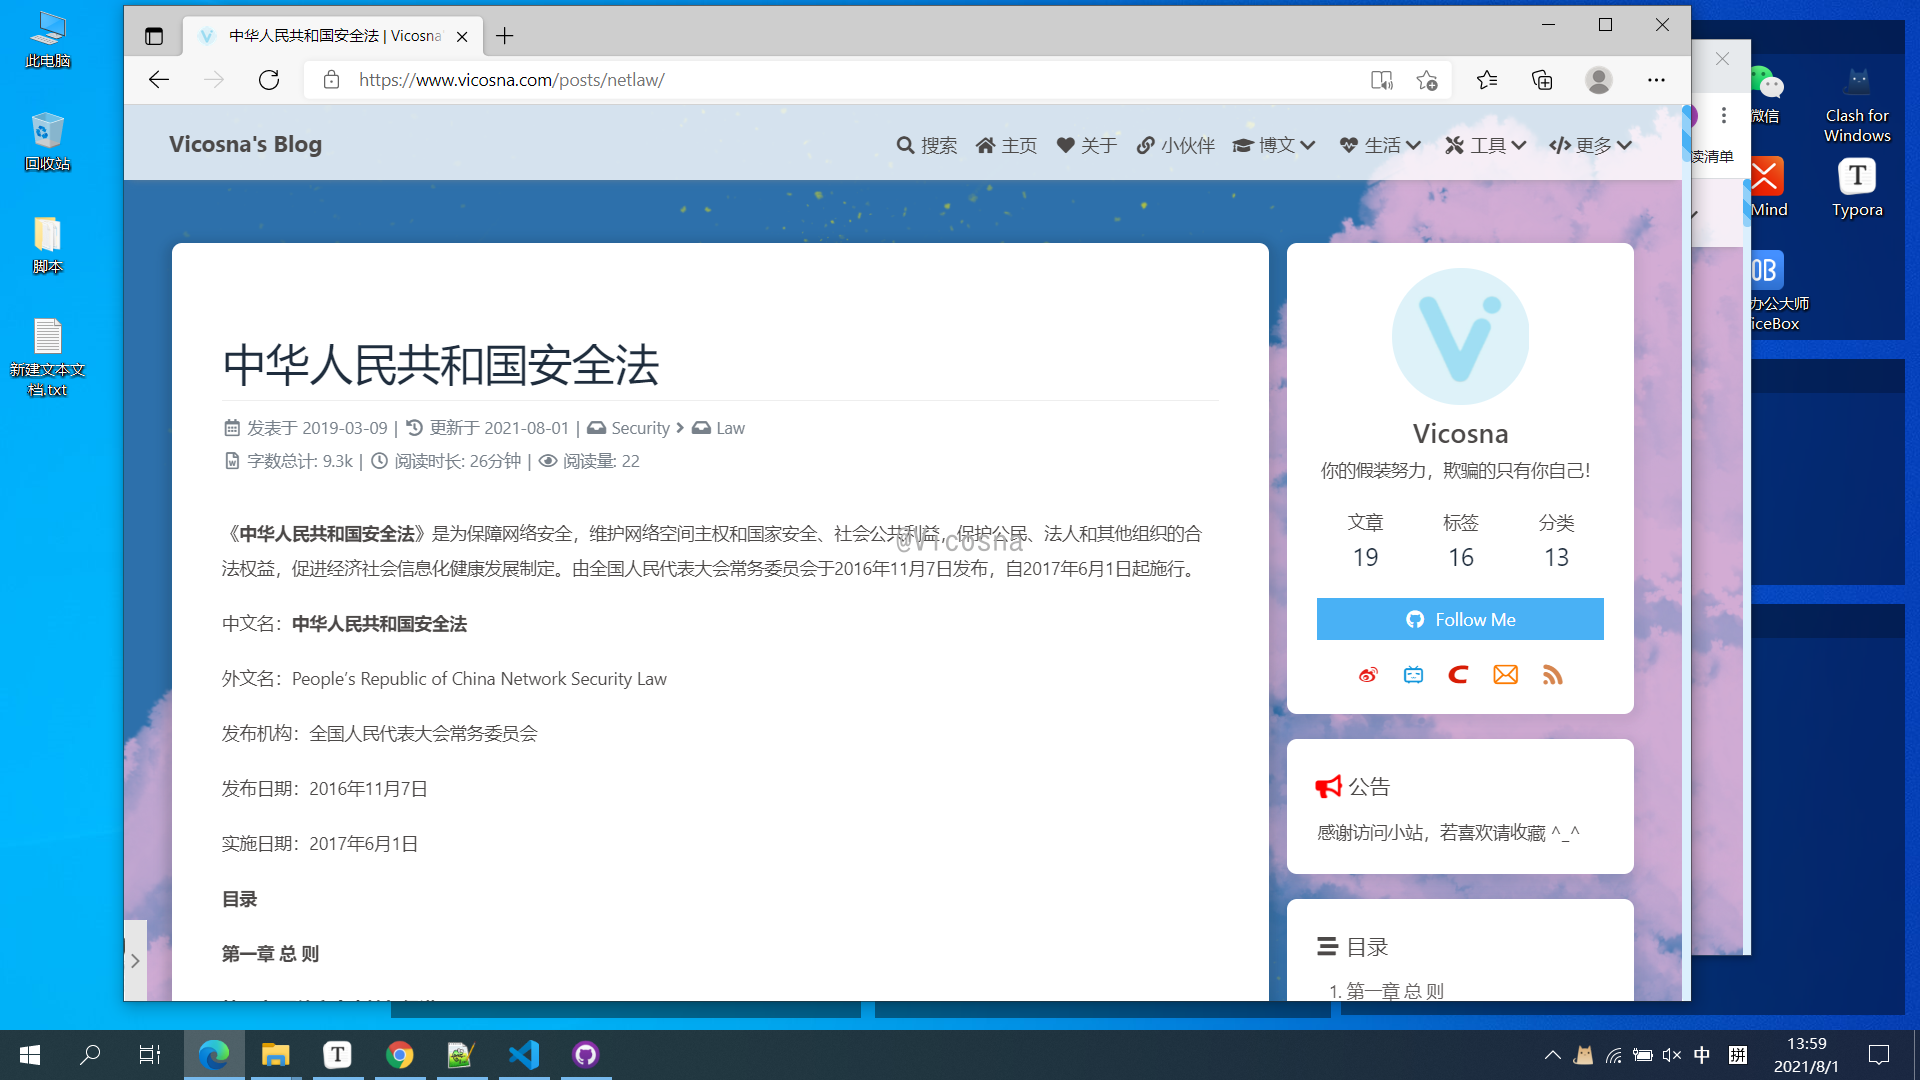 此电脑
回收站
脚本
新建文本文
档.txt
中华人民共和国安全法 | Vicosna'
https://www.vicosna.com/posts/netlaw/
Vicosna's Blog
搜索 主页 关于 小伙伴 博文 生活 工具 更多
中华人民共和国安全法
发表于 2019-03-09 | 更新于 2021-08-01 | Security Law
字数总计: 9.3k | 阅读时长: 26分钟 | 阅读量: 22
《中华人民共和国安全法》是为保障网络安全，维护网络空间主权和国家安全、社会公共利益，保护公民、法人和其他组织的合
法权益，促进经济社会信息化健康发展制定。由全国人民代表大会常务委员会于2016年11月7日发布，自2017年6月1日起施行。
@Vicosna
中文名：中华人民共和国安全法
外文名：People’s Republic of China Network Security Law
发布机构：全国人民代表大会常务委员会
发布日期：2016年11月7日
实施日期：2017年6月1日
目录
第一章 总 则
Vicosna
你的假装努力，欺骗的只有你自己！
文章 标签 分类
19 16 13
Follow Me
公告
感谢访问小站，若喜欢请收藏 ^_^
目录
1. 第一章 总 则
读清单
微信
Clash for
Windows
Mind
T
Typora
OB
办公大师
iceBox
T
中 拼
13:59
2021/8/1